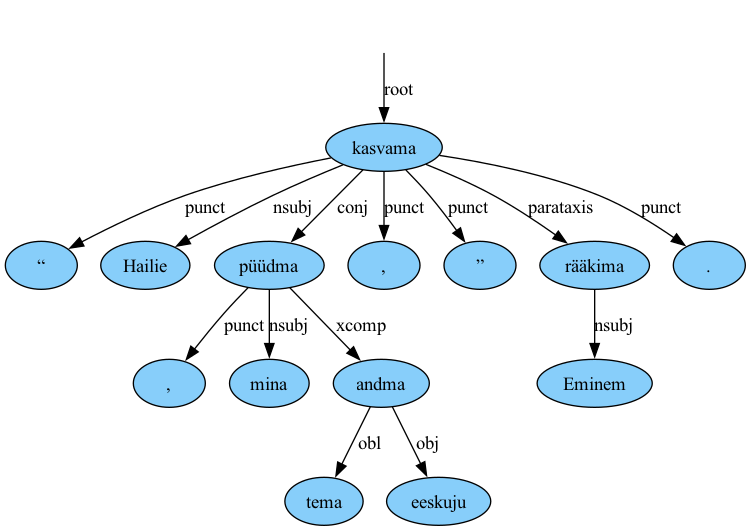 root
kasvama
punct nsubj conj punct punct parataxis punct
“ Hailie püüdma , ” rääkima .
punct nsubj xcomp nsubj
, mina andma Eminem
obl obj
tema eeskuju